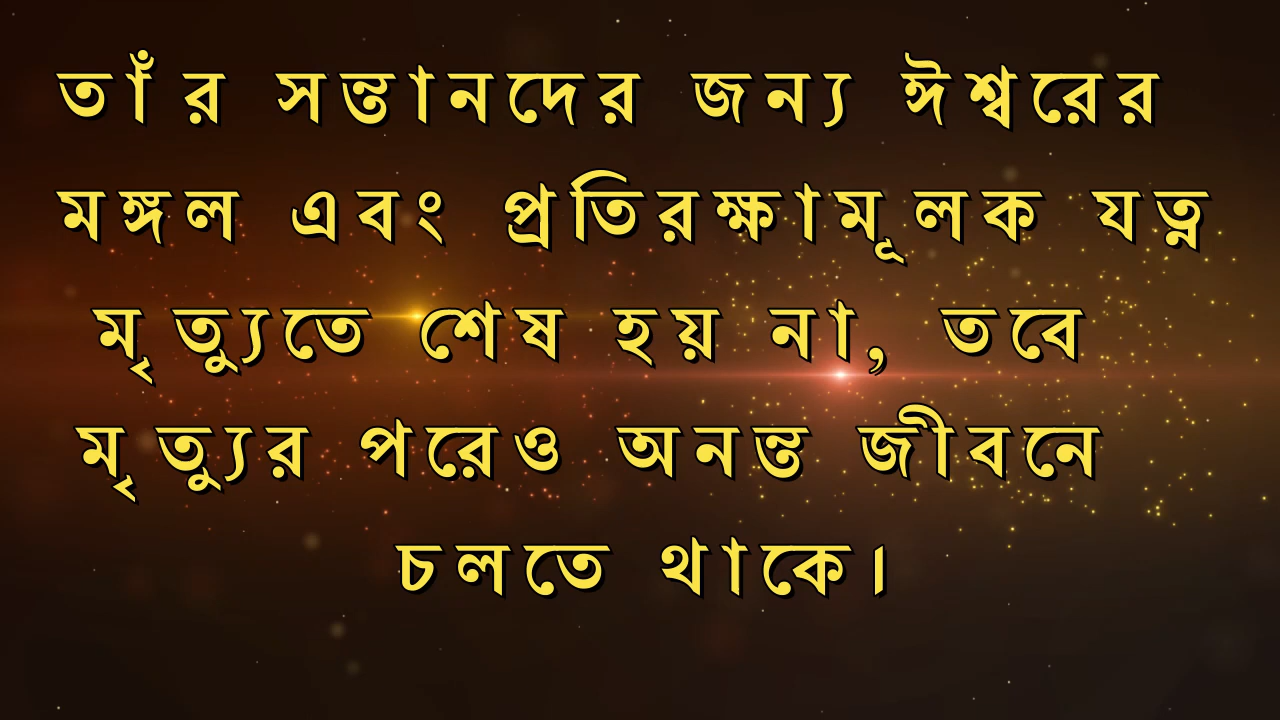 তাঁর সন্তানদের জন্য ঈশ্বরের
মঙ্গল এবং প্রতিরক্ষামূলক যত্ন
মৃত্যুতে শেষ হয় না, তবে
মৃত্যুর পরেও অনন্ত জীবনে
চলতে থাকে।